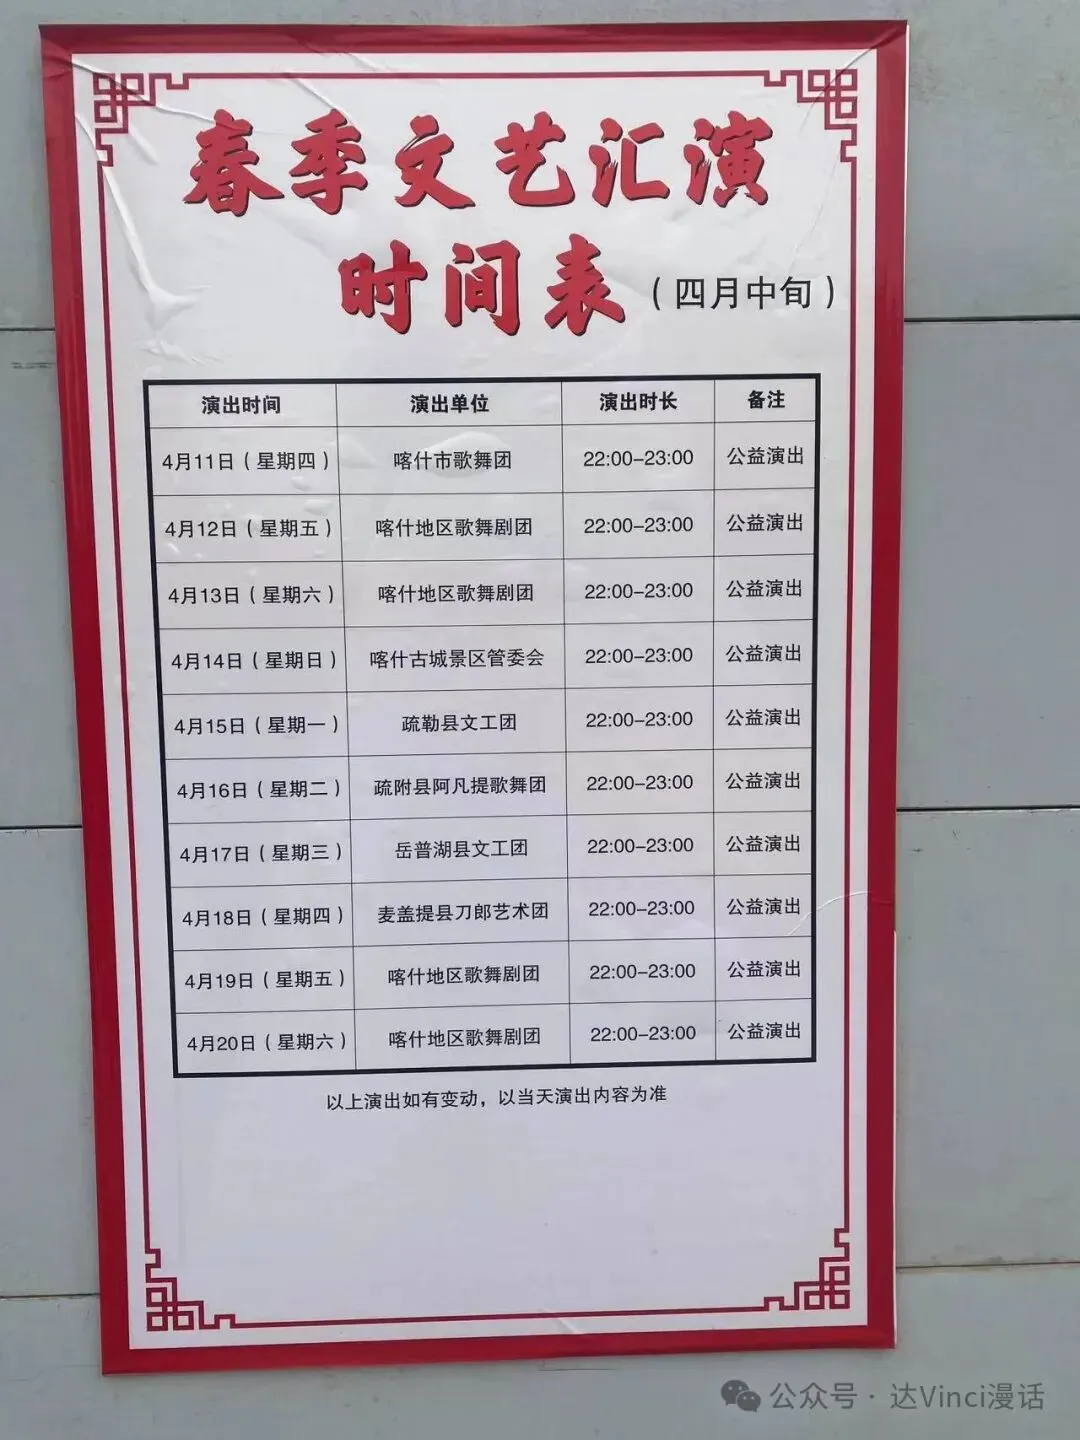 春季文艺汇演
时间表（四月中旬）
演出时间 演出单位 演出时长 备注
4月11日（星期四） 喀什市歌舞团 22:00-23:00 公益演出
4月12日（星期五） 喀什地区歌舞剧团 22:00-23:00 公益演出
4月13日（星期六） 喀什地区歌舞剧团 22:00-23:00 公益演出
4月14日（星期日） 喀什古城景区管委会 22:00-23:00 公益演出
4月15日（星期一） 疏勒县文工团 22:00-23:00 公益演出
4月16日（星期二） 疏附县阿凡提歌舞团 22:00-23:00 公益演出
4月17日（星期三） 岳普湖县文工团 22:00-23:00 公益演出
4月18日（星期四） 麦盖提县刀郎艺术团 22:00-23:00 公益演出
4月19日（星期五） 喀什地区歌舞剧团 22:00-23:00 公益演出
4月20日（星期六） 喀什地区歌舞剧团 22:00-23:00 公益演出
以上演出如有变动，以当天演出内容为准
公众号·达Vinci漫话